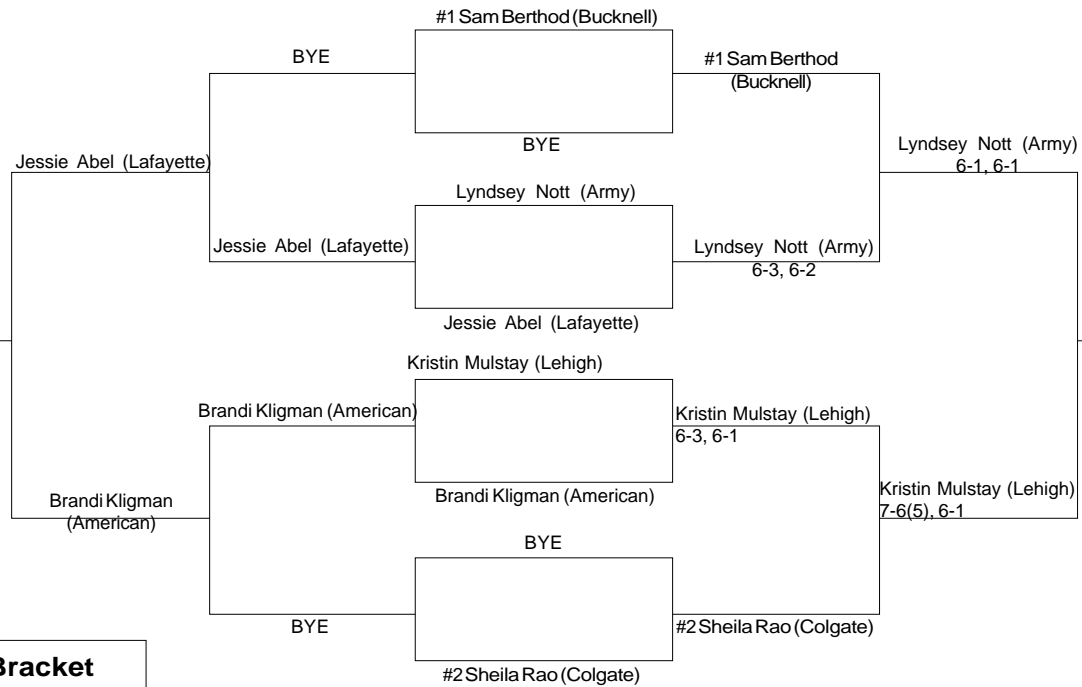 #1 Sam Berthod (Bucknell)
BYE
#1 Sam Berthod
(Bucknell)
BYE
Jessie Abel (Lafayette)
Lyndsey Nott (Army)
6-1, 6-1
Lyndsey Nott (Army)
Jessie Abel (Lafayette)
Lyndsey Nott (Army)
6-3, 6-2
Jessie Abel (Lafayette)
Kristin Mulstay (Lehigh)
Brandi Kligman (American)
Kristin Mulstay (Lehigh)
6-3, 6-1
Brandi Kligman (American)
Brandi Kligman
(American)
Kristin Mulstay (Lehigh)
7-6(5), 6-1
BYE
BYE
#2 Sheila Rao (Colgate)
#2 Sheila Rao (Colgate)
Bracket